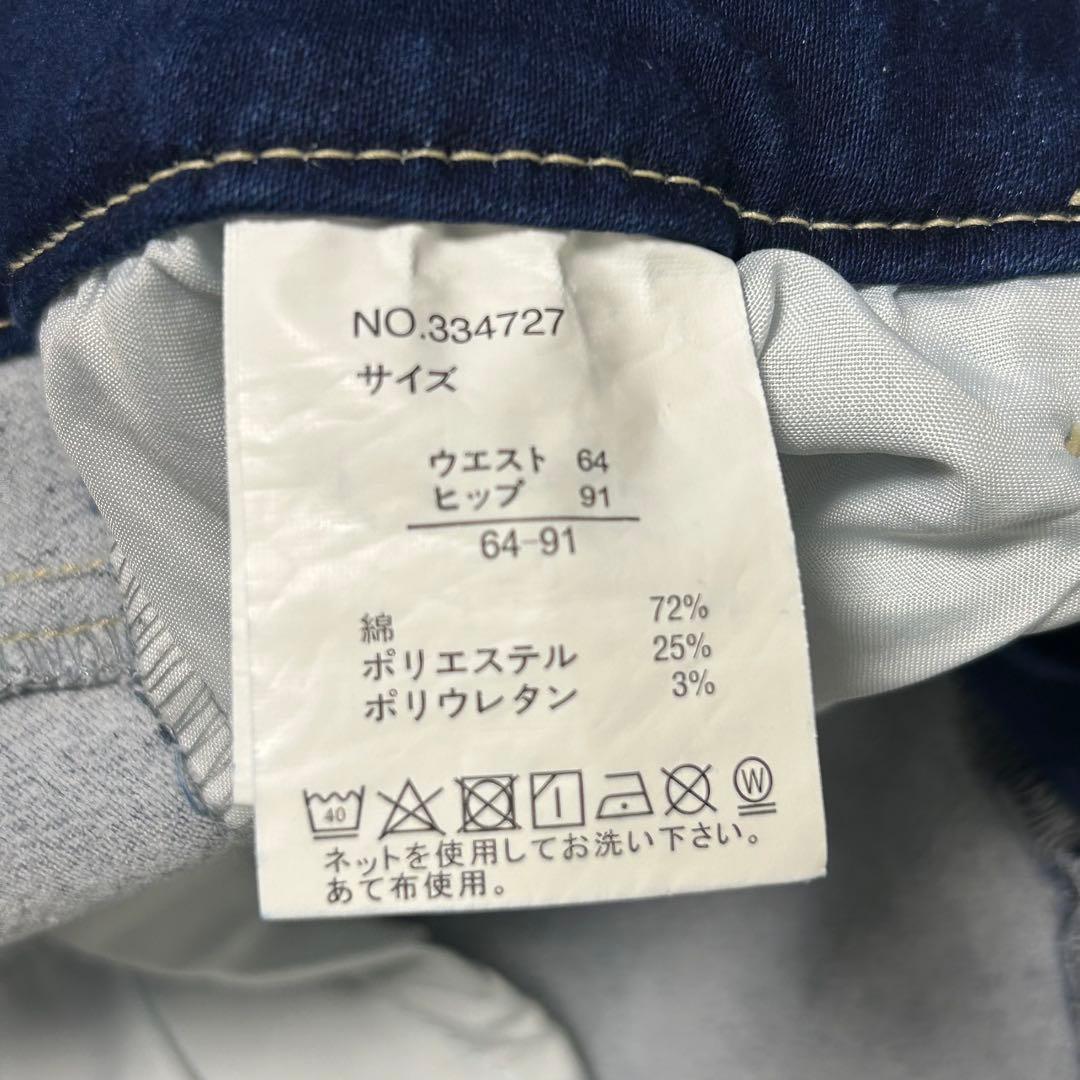 NO.334727
サイズ
ウエスト 64
ヒップ 91
64-91
綿 72%
ポリエステル 25%
ポリウレタン 3%
40 W
ネットを使用してお洗い下さい。
あて布使用。